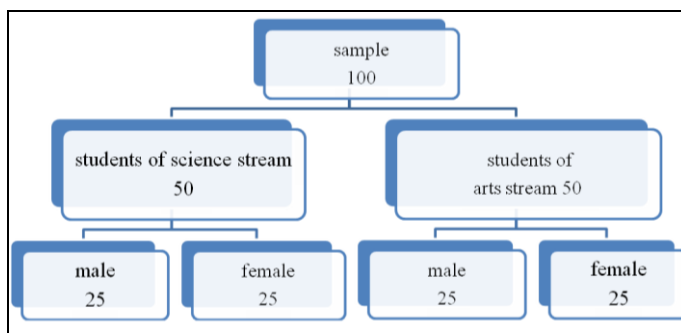 sample
100
students of science stream
50
students of
arts stream 50
male
25
female
25
male
25
female
25